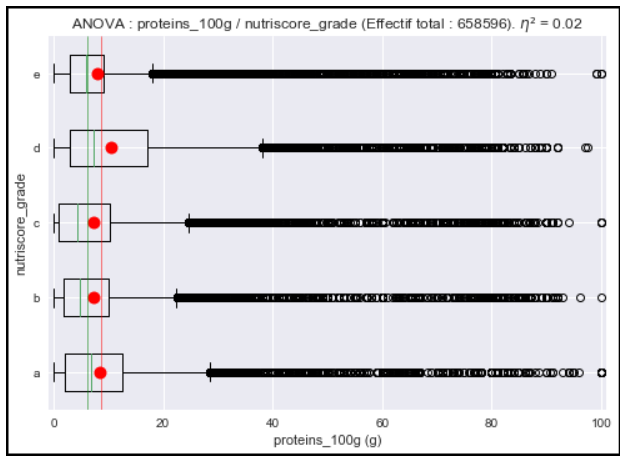 ANOVA : proteins_100g / nutriscore_grade (Effectif total : 658596). η² = 0.02
nutriscore_grade
e
d
c
b
a
0 20 40 60 80 100
proteins_100g (g)